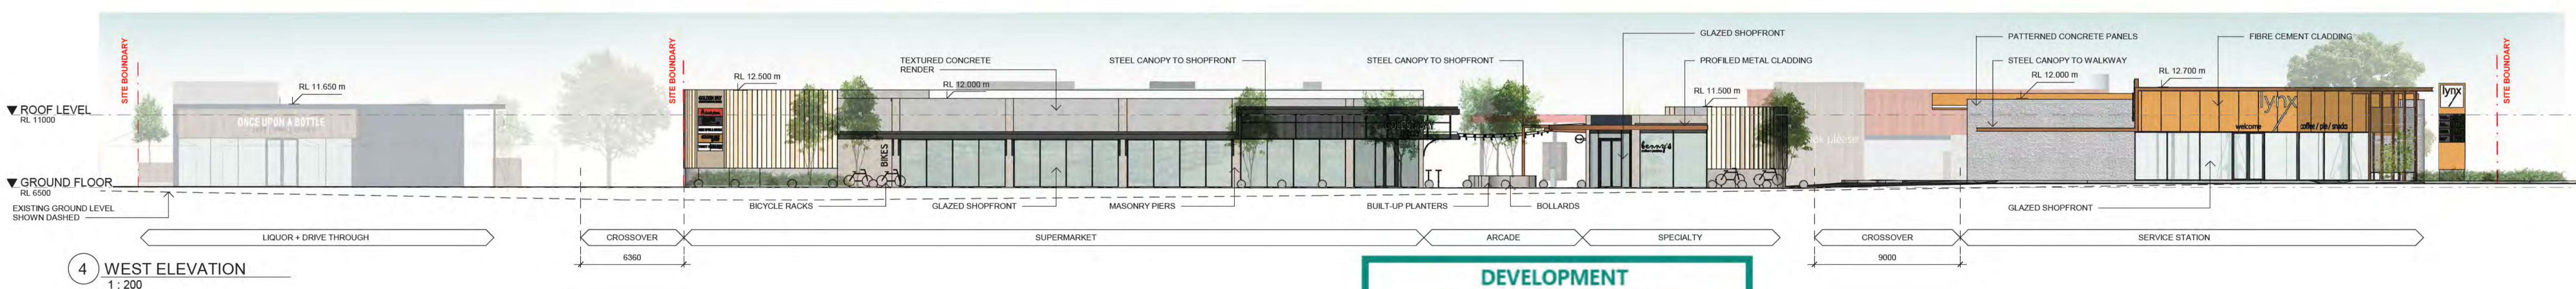 SITE BOUNDARY
SITE BOUNDARY
SITE BOUNDARY
GLAZED SHOPFRONT
PATTERNED CONCRETE PANELS
FIBRE CEMENT CLADDING
TEXTURED CONCRETE
RENDER
STEEL CANOPY TO SHOPFRONT
STEEL CANOPY TO SHOPFRONT
PROFILED METAL CLADDING
STEEL CANOPY TO WALKWAY
RL 12.500 m
RL 12.000 m
RL 11.650 m
RL 11.500 m
RL 12.000 m
RL 12.700 m
ROOF LEVEL
RL 11000
ONCE UPON A BOTTLE
BIKES
benny's
lynx
welcome
coffee / pie / snacks
lynx
GROUND FLOOR
RL 6500
EXISTING GROUND LEVEL
SHOWN DASHED
BICYCLE RACKS
GLAZED SHOPFRONT
MASONRY PIERS
BUILT-UP PLANTERS
BOLLARDS
GLAZED SHOPFRONT
LIQUOR + DRIVE THROUGH
CROSSOVER
SUPERMARKET
ARCADE
SPECIALTY
CROSSOVER
SERVICE STATION
6360
9000
4 WEST ELEVATION
1 : 200
DEVELOPMENT